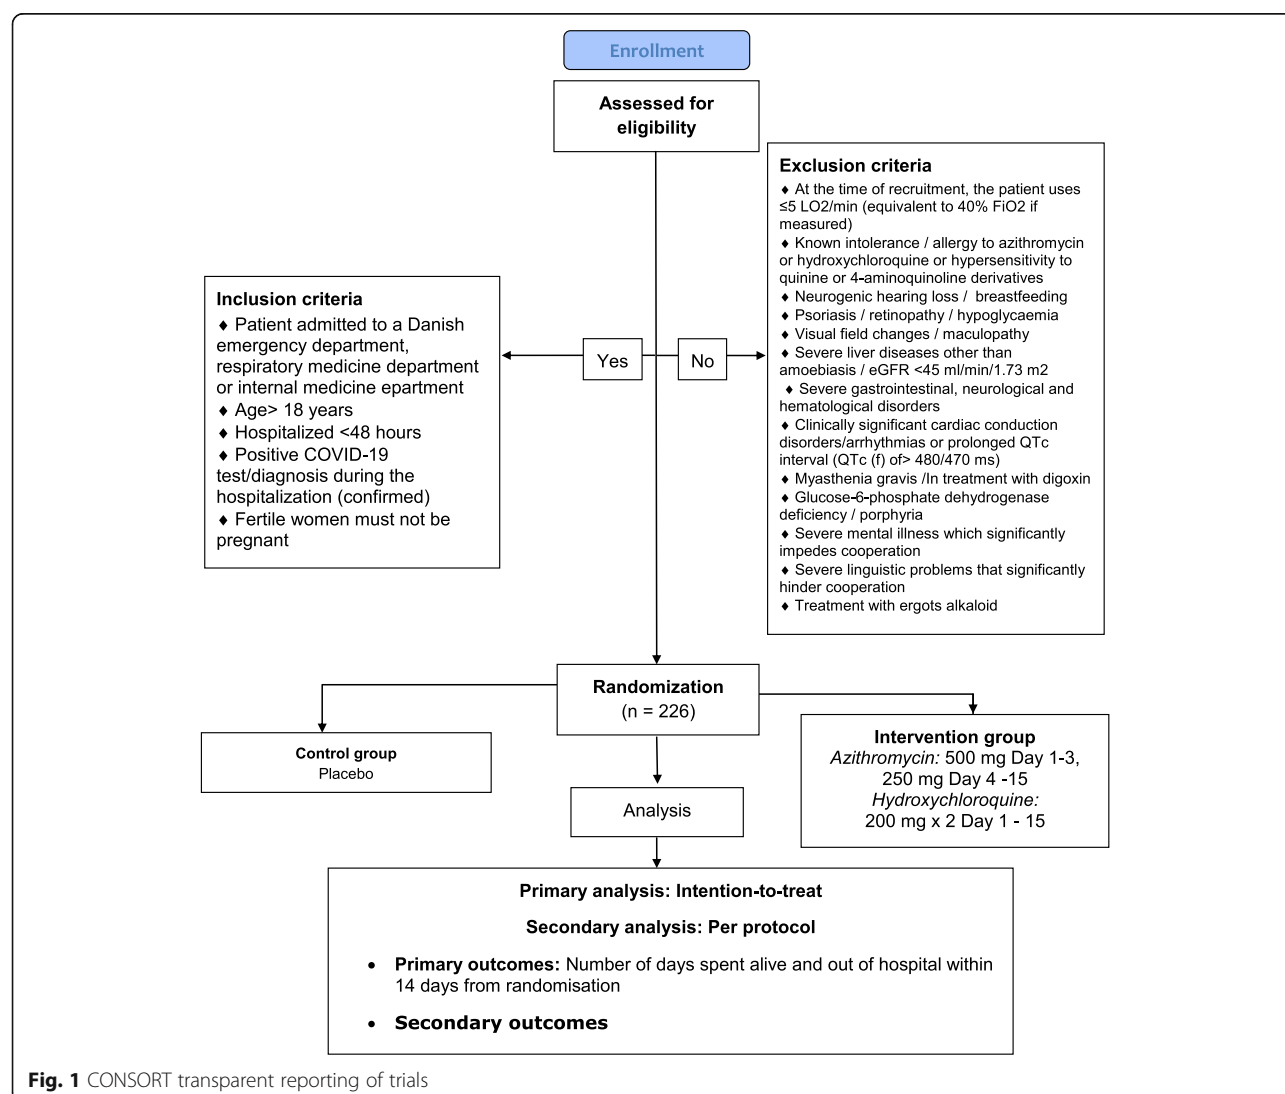 Enrollment
Assessed for
eligibility
Exclusion criteria
♦ At the time of recruitment, the patient uses
≤5 LO2/min (equivalent to 40% FiO2 if
measured)
♦ Known intolerance / allergy to azithromycin
or hydroxychloroquine or hypersensitivity to
quinine or 4-aminoquinoline derivatives
♦ Neurogenic hearing loss / breastfeeding
♦ Psoriasis / retinopathy / hypoglycaemia
♦ Visual field changes / maculopathy
♦ Severe liver diseases other than
amoebiasis / eGFR <45 ml/min/1.73 m2
♦ Severe gastrointestinal, neurological and
hematological disorders
♦ Clinically significant cardiac conduction
disorders/arrhythmias or prolonged QTc
interval (QTc (f) of> 480/470 ms)
♦ Myasthenia gravis /In treatment with digoxin
♦ Glucose-6-phosphate dehydrogenase
deficiency / porphyria
♦ Severe mental illness which significantly
impedes cooperation
♦ Severe linguistic problems that significantly
hinder cooperation
♦ Treatment with ergots alkaloid
Inclusion criteria
♦ Patient admitted to a Danish
emergency department,
respiratory medicine department
or internal medicine epartment
♦ Age> 18 years
♦ Hospitalized <48 hours
♦ Positive COVID-19
test/diagnosis during the
hospitalization (confirmed)
♦ Fertile women must not be
pregnant
Yes
No
Randomization
(n = 226)
Control group
Placebo
Intervention group
Azithromycin: 500 mg Day 1-3,
250 mg Day 4 -15
Hydroxychloroquine:
200 mg x 2 Day 1 - 15
Analysis
Primary analysis: Intention-to-treat
Secondary analysis: Per protocol
• Primary outcomes: Number of days spent alive and out of hospital within
14 days from randomisation
• Secondary outcomes
Fig. 1 CONSORT transparent reporting of trials